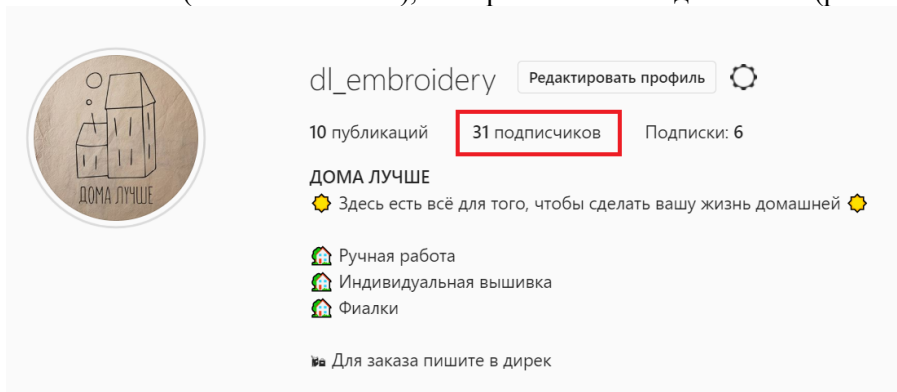 dl_embroidery Редактировать профиль
10 публикаций 31 подписчиков Подписки: 6
ДОМА ЛУЧШЕ
ДОМА ЛУЧШЕ
Здесь есть всё для того, чтобы сделать вашу жизнь домашней
Ручная работа
Индивидуальная вышивка
Фиалки
Для заказа пишите в дирек